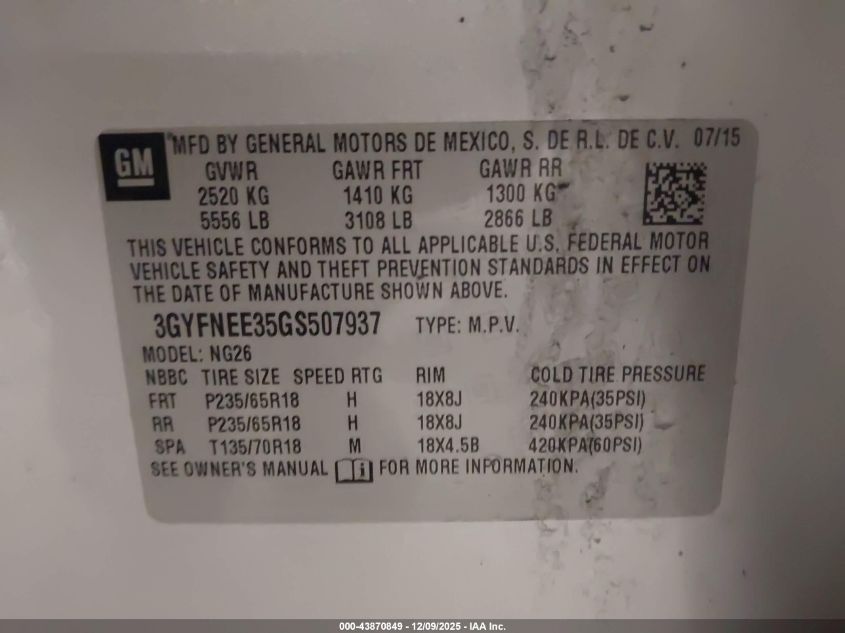 GM
MFD BY GENERAL MOTORS DE MEXICO, S. DE R.L. DE C.V. 07/15
GVWR GAWR FRT GAWR RR
2520 KG 1410 KG 1300 KG
5556 LB 3108 LB 2866 LB
THIS VEHICLE CONFORMS TO ALL APPLICABLE U.S. FEDERAL MOTOR
VEHICLE SAFETY AND THEFT PREVENTION STANDARDS IN EFFECT ON
THE DATE OF MANUFACTURE SHOWN ABOVE.
3GYFNEE35GS507937 TYPE: M.P.V.
MODEL: NG26
NBBC TIRE SIZE SPEED RTG RIM COLD TIRE PRESSURE
FRT P235/65R18 H 18X8J 240KPA(35PSI)
RR P235/65R18 H 18X8J 240KPA(35PSI)
SPA T135/70R18 M 18X4.5B 420KPA(60PSI)
SEE OWNER'S MANUAL i FOR MORE INFORMATION.
000-43870849 - 12/09/2025 - IAA Inc.